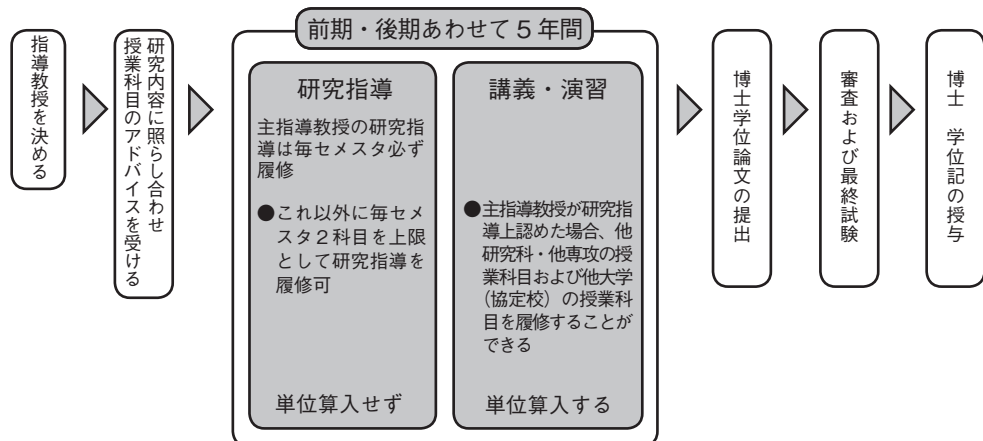 指導教授を決める
研究内容に照らし合わせ
授業科目のアドバイスを受ける
前期・後期あわせて5年間
研究指導
主指導教授の研究指
導は毎セメスタ必ず
履修
●これ以外に毎セメ
スタ2科目を上限
として研究指導を
履修可
単位算入せず
講義・演習
●主指導教授が研究指
導上認めた場合、他
研究科・他専攻の授
業科目および他大学
(協定校)の授業科
目を履修することが
できる
単位算入する
博士学位論文の提出
審査および最終試験
博士 学位記の授与